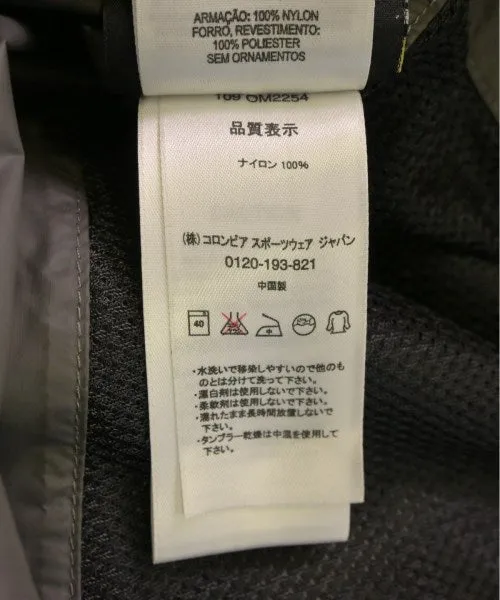 ARMAÇÃO: 100% NYLON
FORRO, REVESTIMENTO:
100% POLIESTER
SEM ORNAMENTOS
109 OM2254
品質表示
ナイロン 100%
(株) コロンビア スポーツウェア ジャパン
0120-193-821
中国製
40
中
・水洗いで移染しやすいので他のも
のとは分けて洗って下さい。
・漂白剤は使用しないで下さい。
・柔軟剤は使用しないで下さい。
・濡れたまま長時間放置しないで
下さい。
・タンブラー乾燥は中温を使用して
下さい。